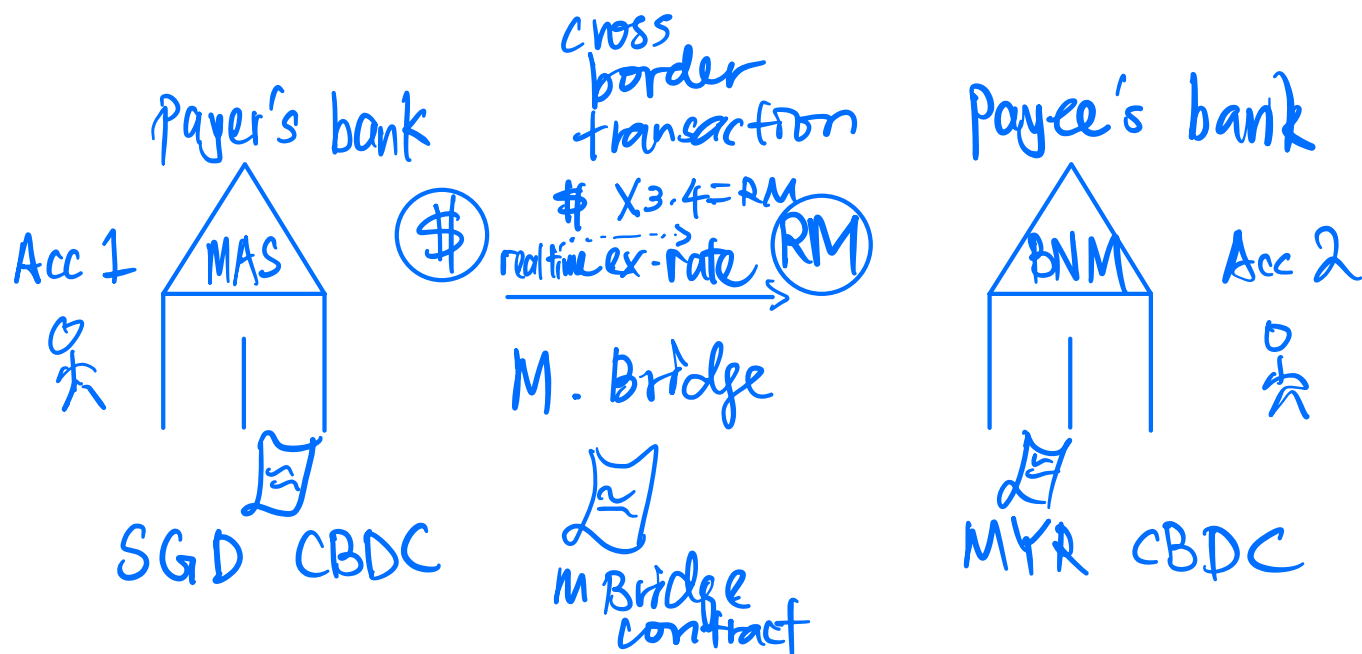 cross
border
transaction
Payer's bank
Payee's bank
$ X3.4=RM
$
RM
realtime ex-rate
Acc 1
MAS
BNM
Acc 2
M. Bridge
SGD CBDC
MYR CBDC
M Bridge
contract